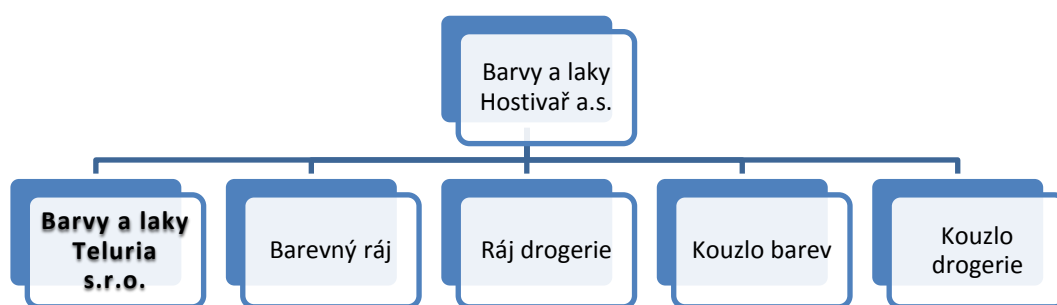 Barvy a laky
Hostivař a.s.
Barvy a laky
Teluria
s.r.o.
Barevný ráj
Ráj drogerie
Kouzlo barev
Kouzlo
drogerie